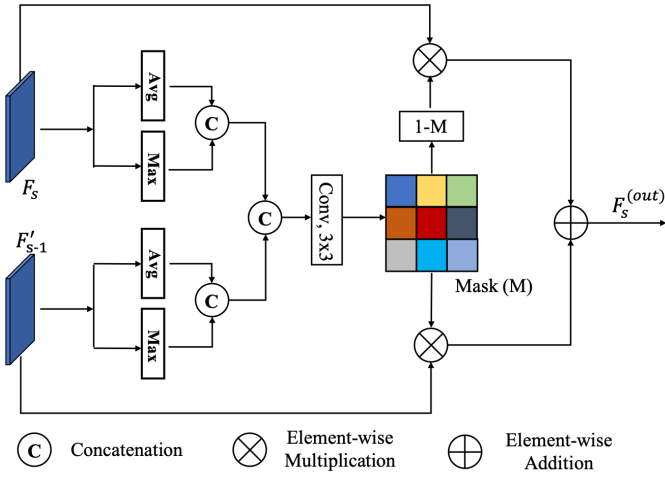 Avg
C
Max
F_s
1-M
F_s^{(out)}
C
Conv, 3x3
F'_{s-1}
Avg
C
Max
Mask (M)
C Concatenation
Element-wise
Multiplication
Element-wise
Addition